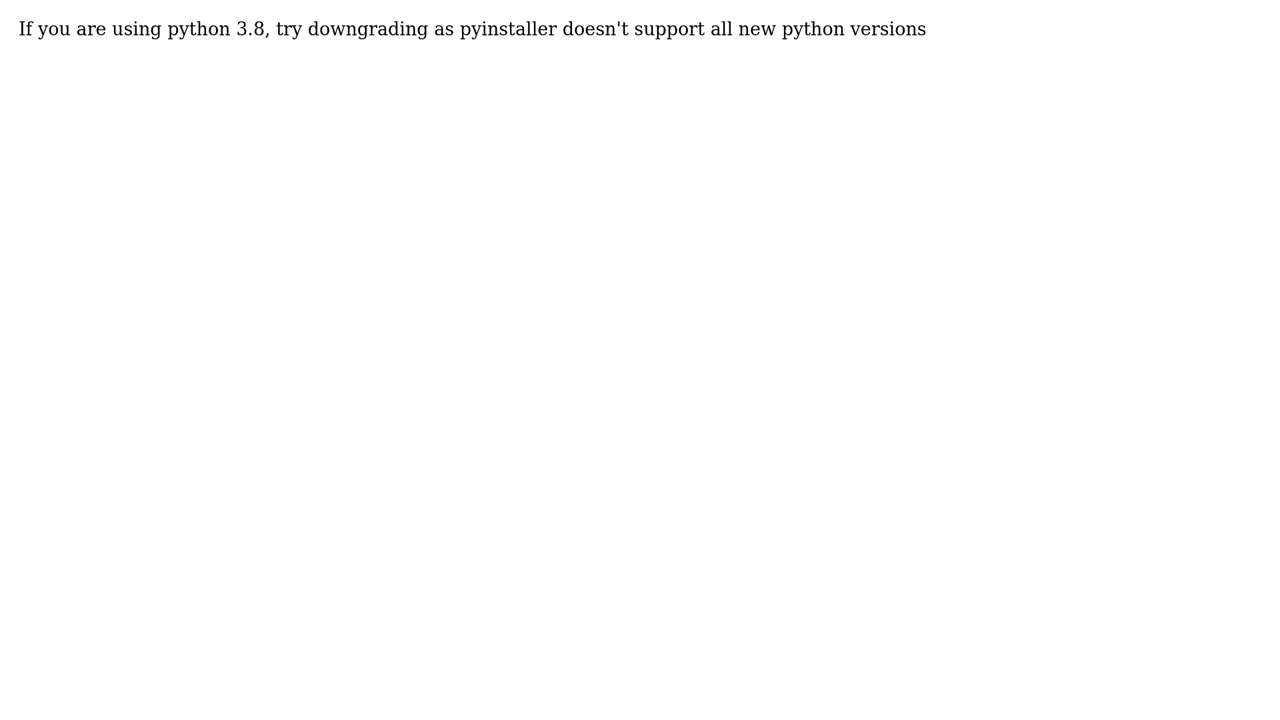 If you are using python 3.8, try downgrading as pyinstaller doesn't support all new python versions